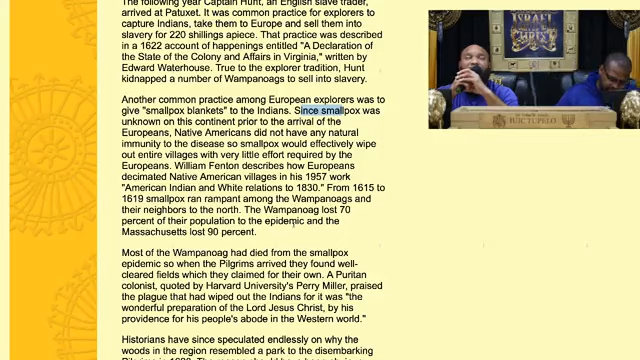 The following year Captain Hunt, an English slave trader,
arrived at Patuxet. It was common practice for explorers to
capture Indians, take them to Europe and sell them into
slavery for 220 shillings apiece. That practice was described
in a 1622 account of happenings entitled "A Declaration of
the State of the Colony and Affairs in Virginia," written by
Edward Waterhouse. True to the explorer tradition, Hunt
kidnapped a number of Wampanoags to sell into slavery.
Another common practice among European explorers was to
give "smallpox blankets" to the Indians. Since smallpox was
unknown on this continent prior to the arrival of the
Europeans, Native Americans did not have any natural
immunity to the disease so smallpox would effectively wipe
out entire villages with very little effort required by the
Europeans. William Fenton describes how Europeans
decimated Native American villages in his 1957 work
"American Indian and White relations to 1830." From 1615 to
1619 smallpox ran rampant among the Wampanoags and
their neighbors to the north. The Wampanoag lost 70
percent of their population to the epidemic and the
Massachusetts lost 90 percent.
Most of the Wampanoag had died from the smallpox
epidemic so when the Pilgrims arrived they found well-
cleared fields which they claimed for their own. A Puritan
colonist, quoted by Harvard University's Perry Miller, praised
the plague that had wiped out the Indians for it was "the
wonderful preparation of the Lord Jesus Christ, by his
providence for his people's abode in the Western world."
Historians have since speculated endlessly on why the
woods in the region resembled a park to the disembarking
ISRAEL
CHRIST